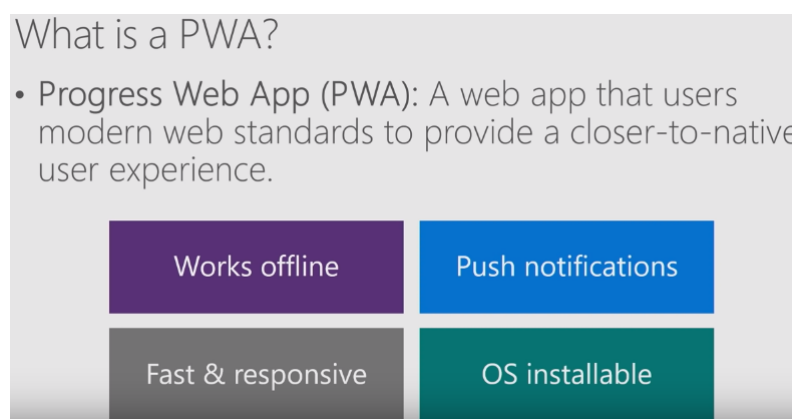 What is a PWA?
• Progress Web App (PWA): A web app that users
modern web standards to provide a closer-to-native
user experience.
Works offline
Push notifications
Fast & responsive
OS installable